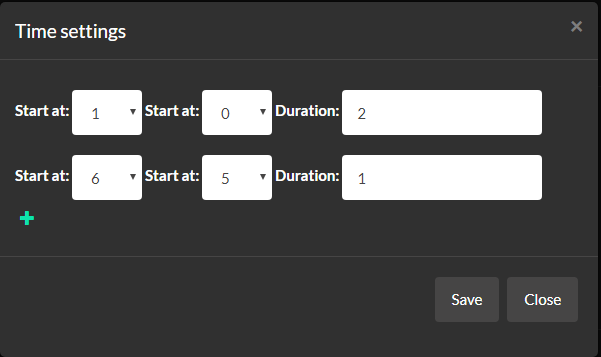 Time settings ×
Start at: 1 Start at: 0 Duration: 2
Start at: 6 Start at: 5 Duration: 1
Save Close